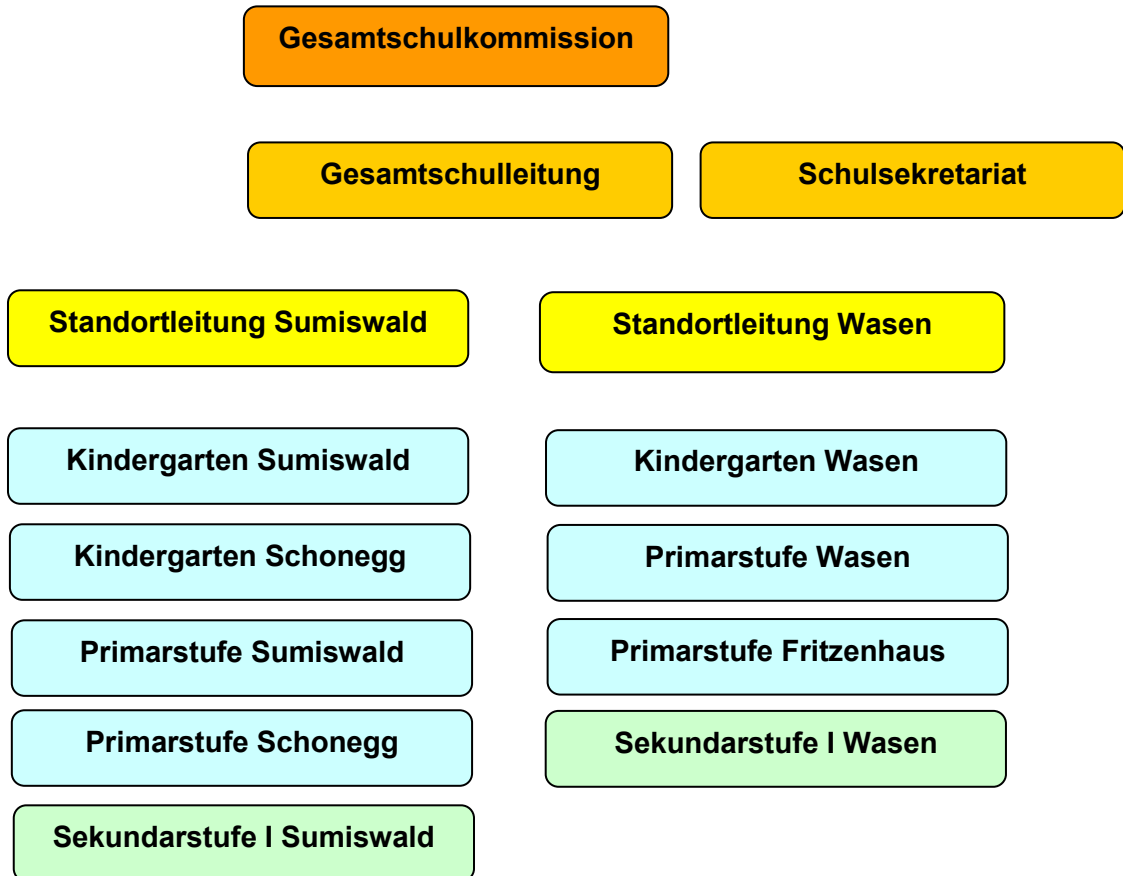 Gesamtschulkommission
Gesamtschulleitung
Schulsekretariat
Standortleitung Sumiswald
Standortleitung Wasen
Kindergarten Sumiswald
Kindergarten Schonegg
Primarstufe Sumiswald
Primarstufe Schonegg
Sekundarstufe I Sumiswald
Kindergarten Wasen
Primarstufe Wasen
Primarstufe Fritzenhaus
Sekundarstufe I Wasen